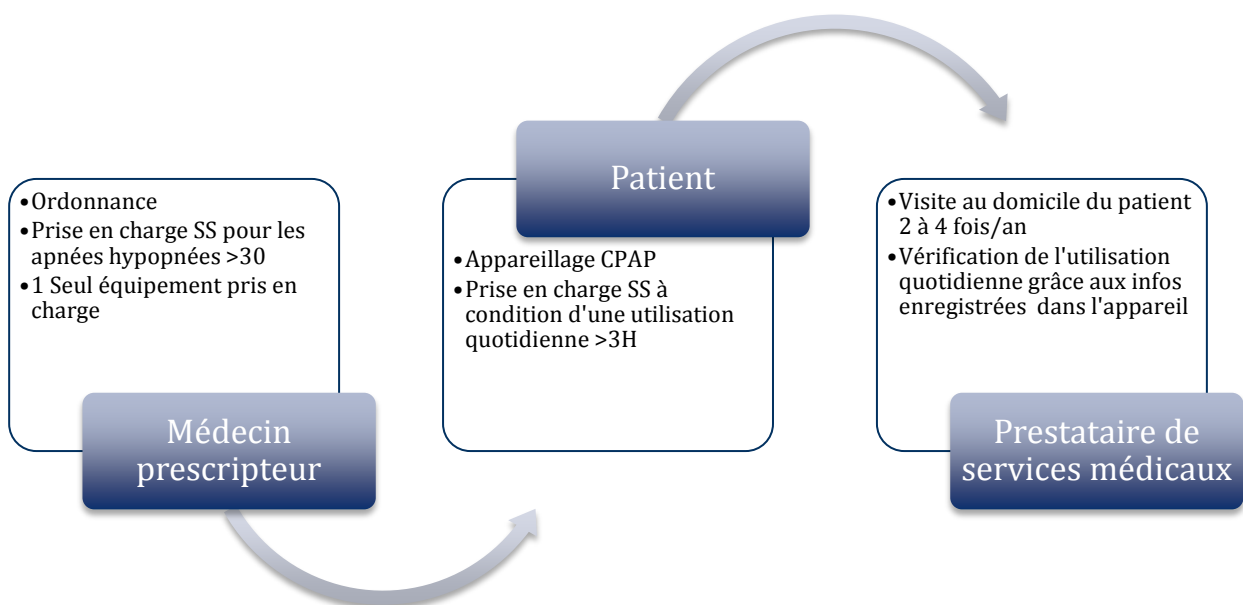 •Ordonnance
•Prise en charge SS pour les
apnées hypopnées >30
•1 Seul équipement pris en
charge
Médecin
prescripteur
Patient
•Appareillage CPAP
•Prise en charge SS à
condition d'une utilisation
quotidienne >3H
•Visite au domicile du patient
2 à 4 fois/an
•Vérification de l'utilisation
quotidienne grâce aux infos
enregistrées dans l'appareil
Prestataire de
services médicaux